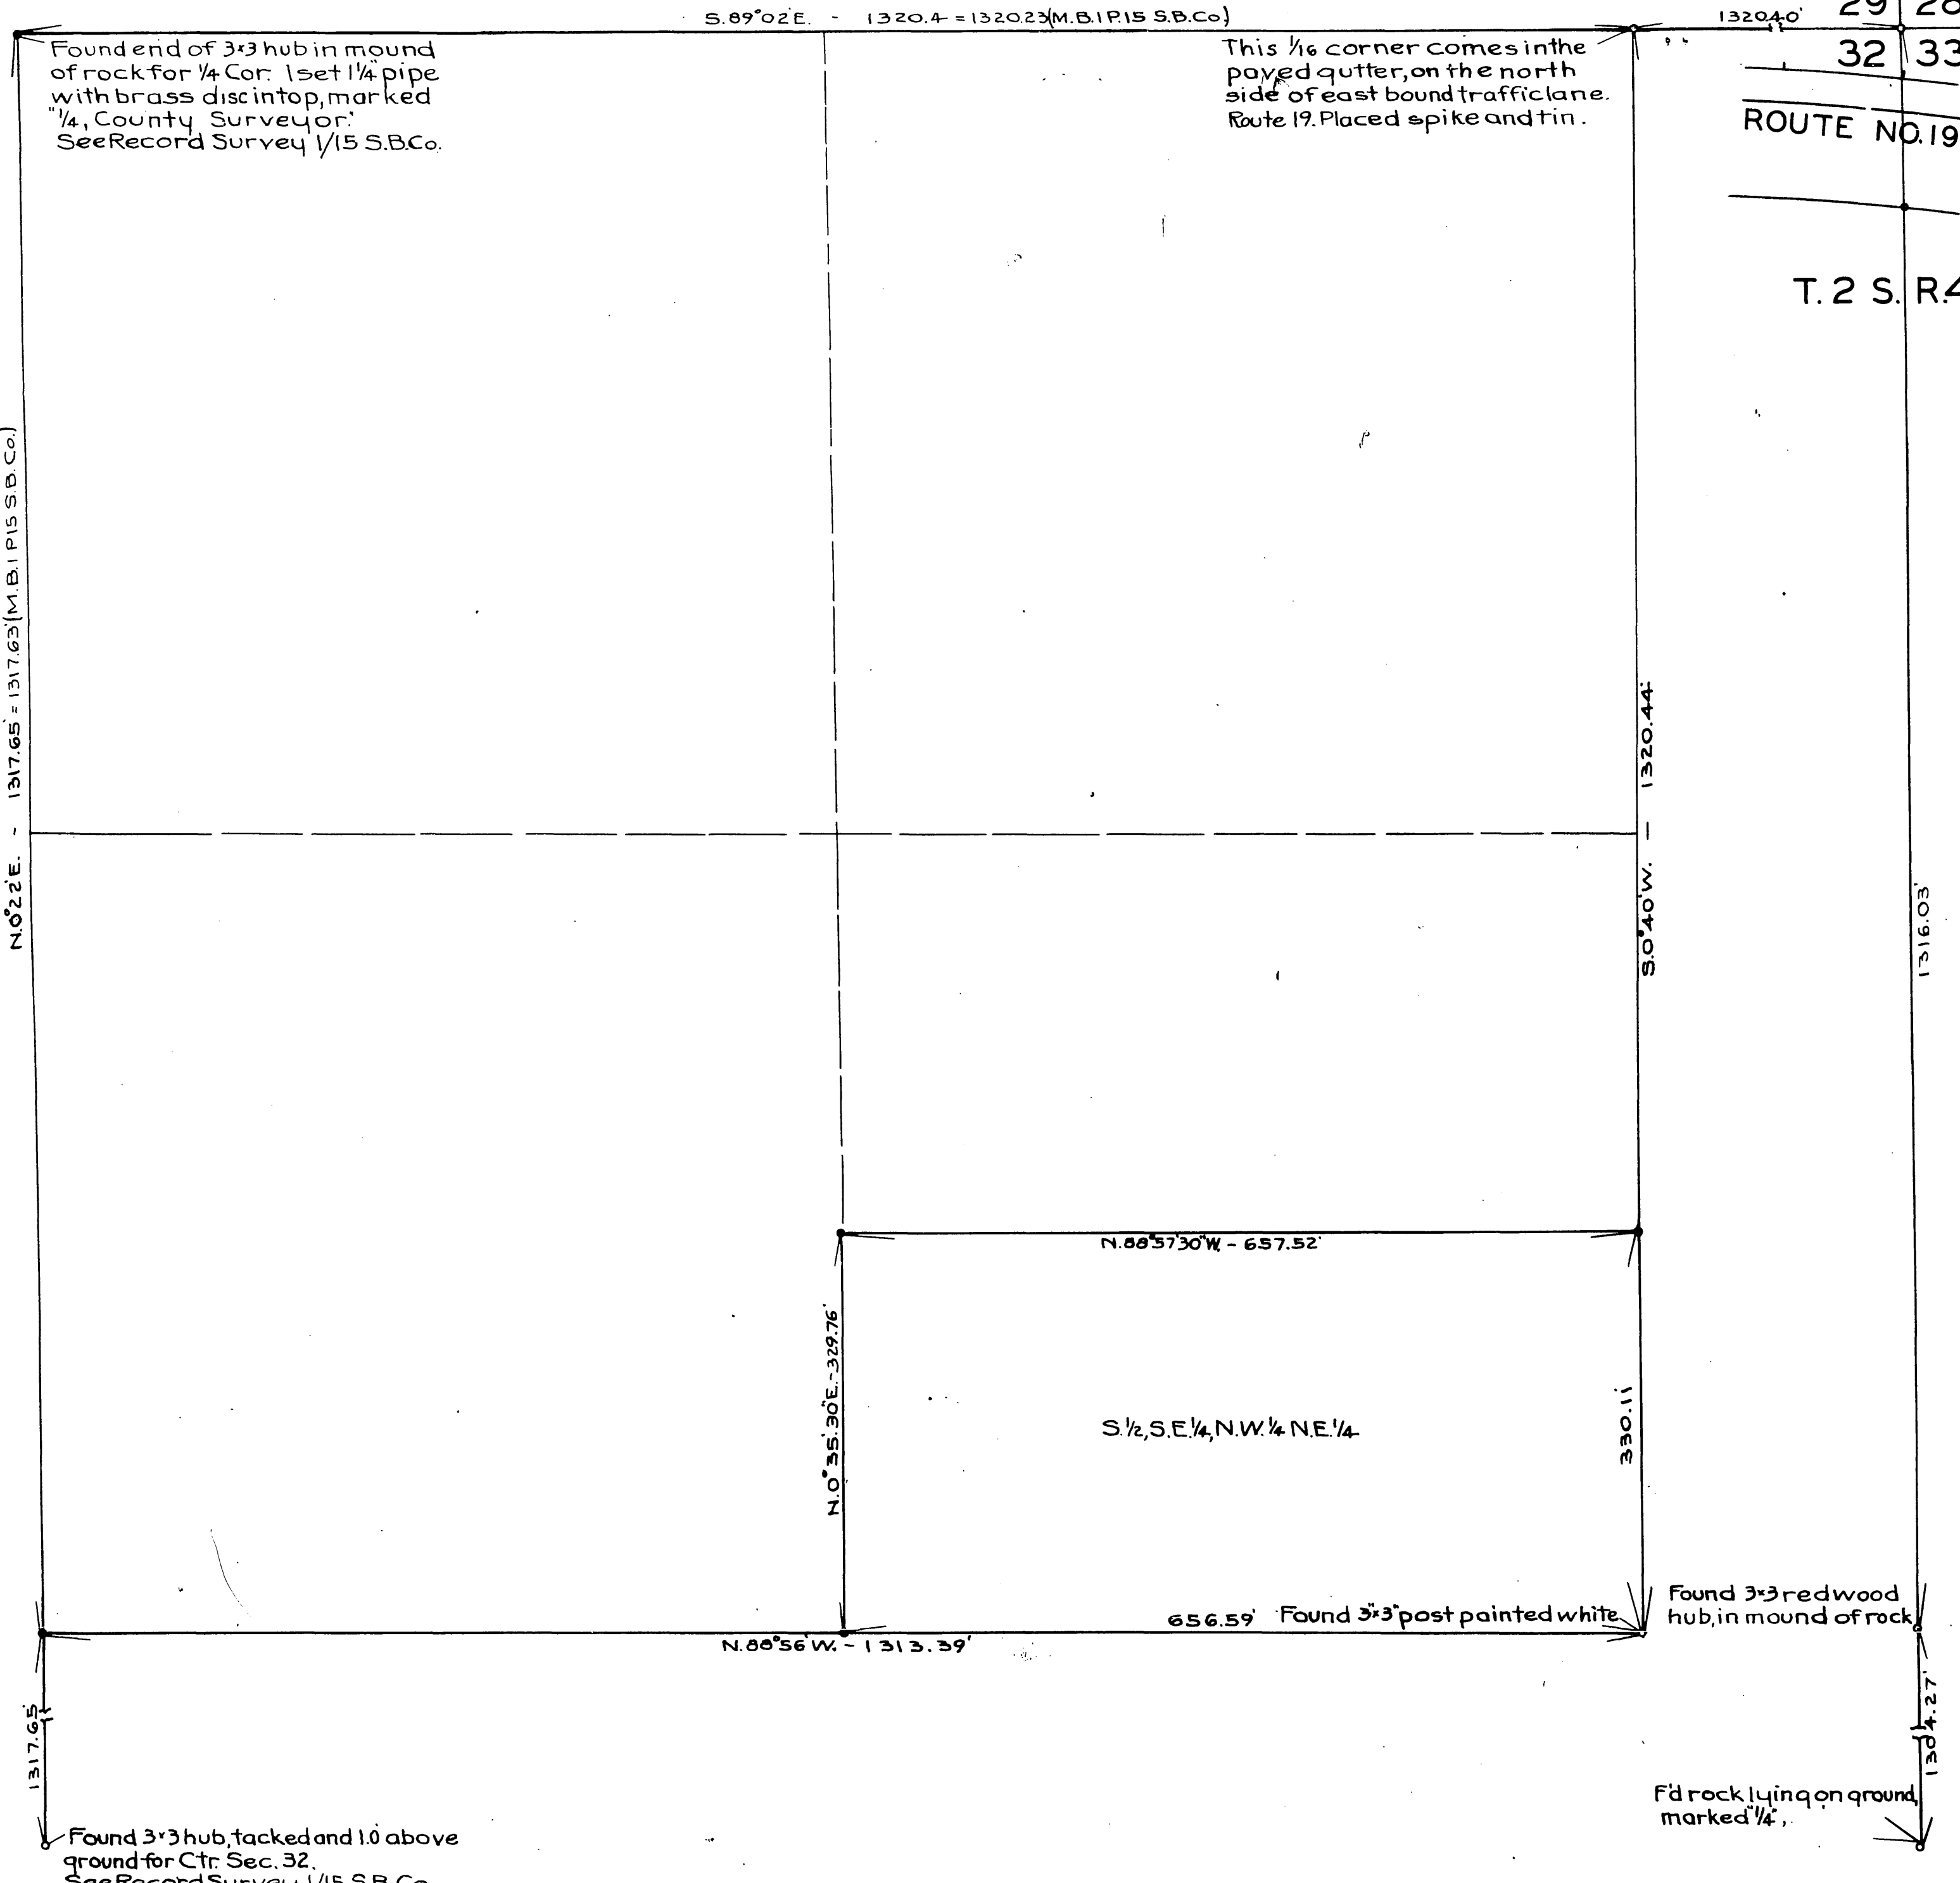 S.89°02'E. - 1320.4 = 1320.23 (M.B.1 P.15 S.B.Co.)
1320.40'
29 28
32 33
Found end of 3x3 hub in mound
of rock for 1/4 Cor. I set 1 1/4" pipe
with brass disc in top, marked
"1/4, County Surveyor."
See Record Survey 1/15 S.B.Co.
This 1/16 corner comes in the
paved gutter, on the north
side of east bound traffic lane.
Route 19. Placed spike and tin.
ROUTE NO.19
T. 2 S. R.4
N.0°22'E. - 1317.65' = 1317.63' (M.B.1 P15 S.B.Co.)
S.0°40'W. - 1320.44'
1316.03'
N.88°57'30"W. - 657.52'
N.0°35'.30"E. - 329.76'
S.1/2, S.E.1/4, N.W.1/4 N.E.1/4
330.11
656.59' Found 3"x3" post painted white
Found 3x3 redwood
hub, in mound of rock
N.88°56'W. - 1313.39'
1317.65'
1304.27'
F'd rock lying on ground,
marked "1/4",
Found 3x3 hub, tacked and 1.0' above
ground for Ctr. Sec. 32.
See Record Survey 1/15 S.B.Co.